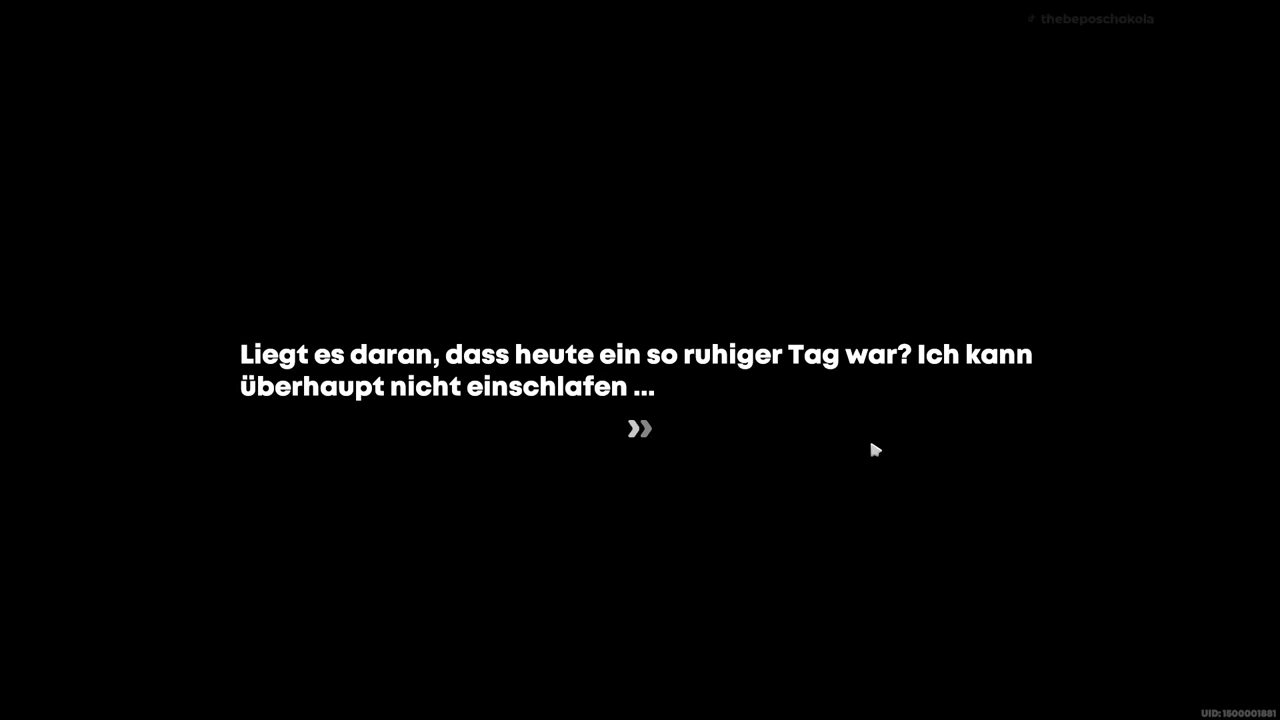 thebeposchokola
Liegt es daran, dass heute ein so ruhiger Tag war? Ich kann
überhaupt nicht einschlafen ...
UID: 1500001881